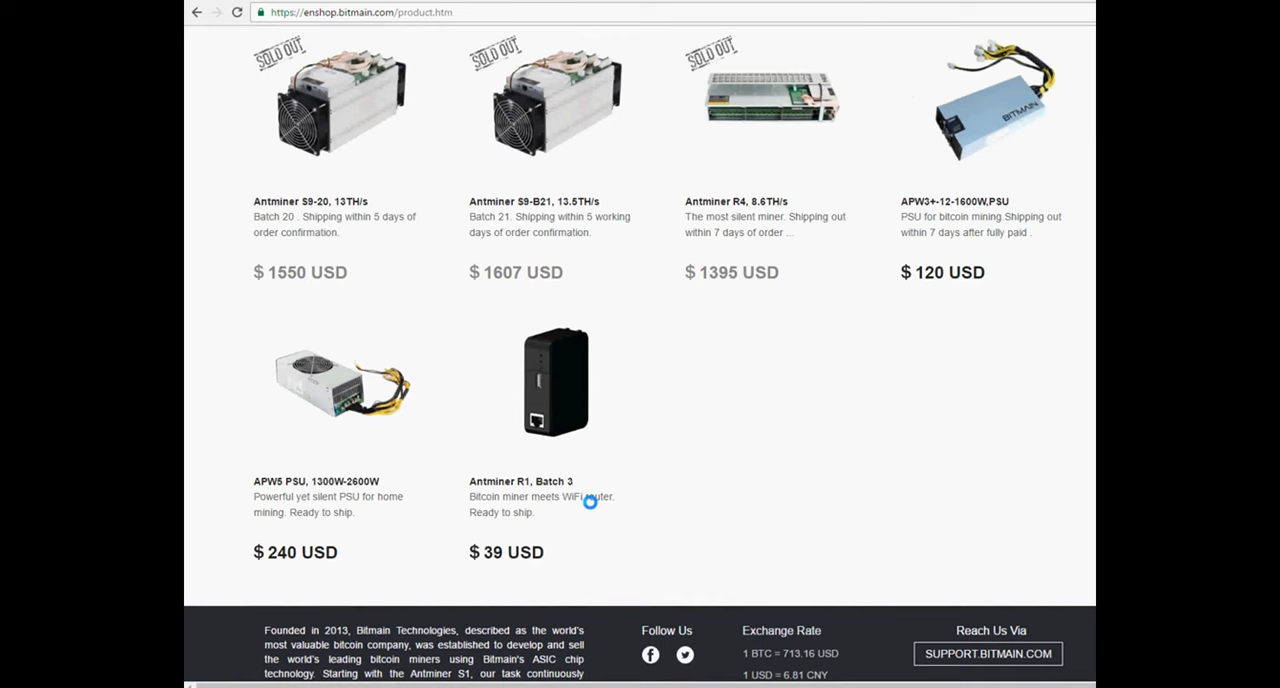 https://enshop.bitmain.com/product.htm
SOLD OUT
SOLD OUT
SOLD OUT
BITMAIN
Antminer S9-20, 13TH/s
Batch 20 . Shipping within 5 days of
order confirmation.
$ 1550 USD
Antminer S9-B21, 13.5TH/s
Batch 21. Shipping within 5 working
days of order confirmation.
$ 1607 USD
Antminer R4, 8.6TH/s
The most silent miner. Shipping out
within 7 days of order ...
$ 1395 USD
APW3+-12-1600W,PSU
PSU for bitcoin mining.Shipping out
within 7 days after fully paid .
$ 120 USD
APW5 PSU, 1300W-2600W
Powerful yet silent PSU for home
mining. Ready to ship.
$ 240 USD
Antminer R1, Batch 3
Bitcoin miner meets WiFi router.
Ready to ship.
$ 39 USD
Founded in 2013, Bitmain Technologies, described as the world's
most valuable bitcoin company, was established to develop and sell
the world's leading bitcoin miners using Bitmain's ASIC chip
technology. Starting with the Antminer S1, our task continuously
Follow Us
Exchange Rate
1 BTC = 713.16 USD
1 USD = 6.81 CNY
Reach Us Via
SUPPORT.BITMAIN.COM